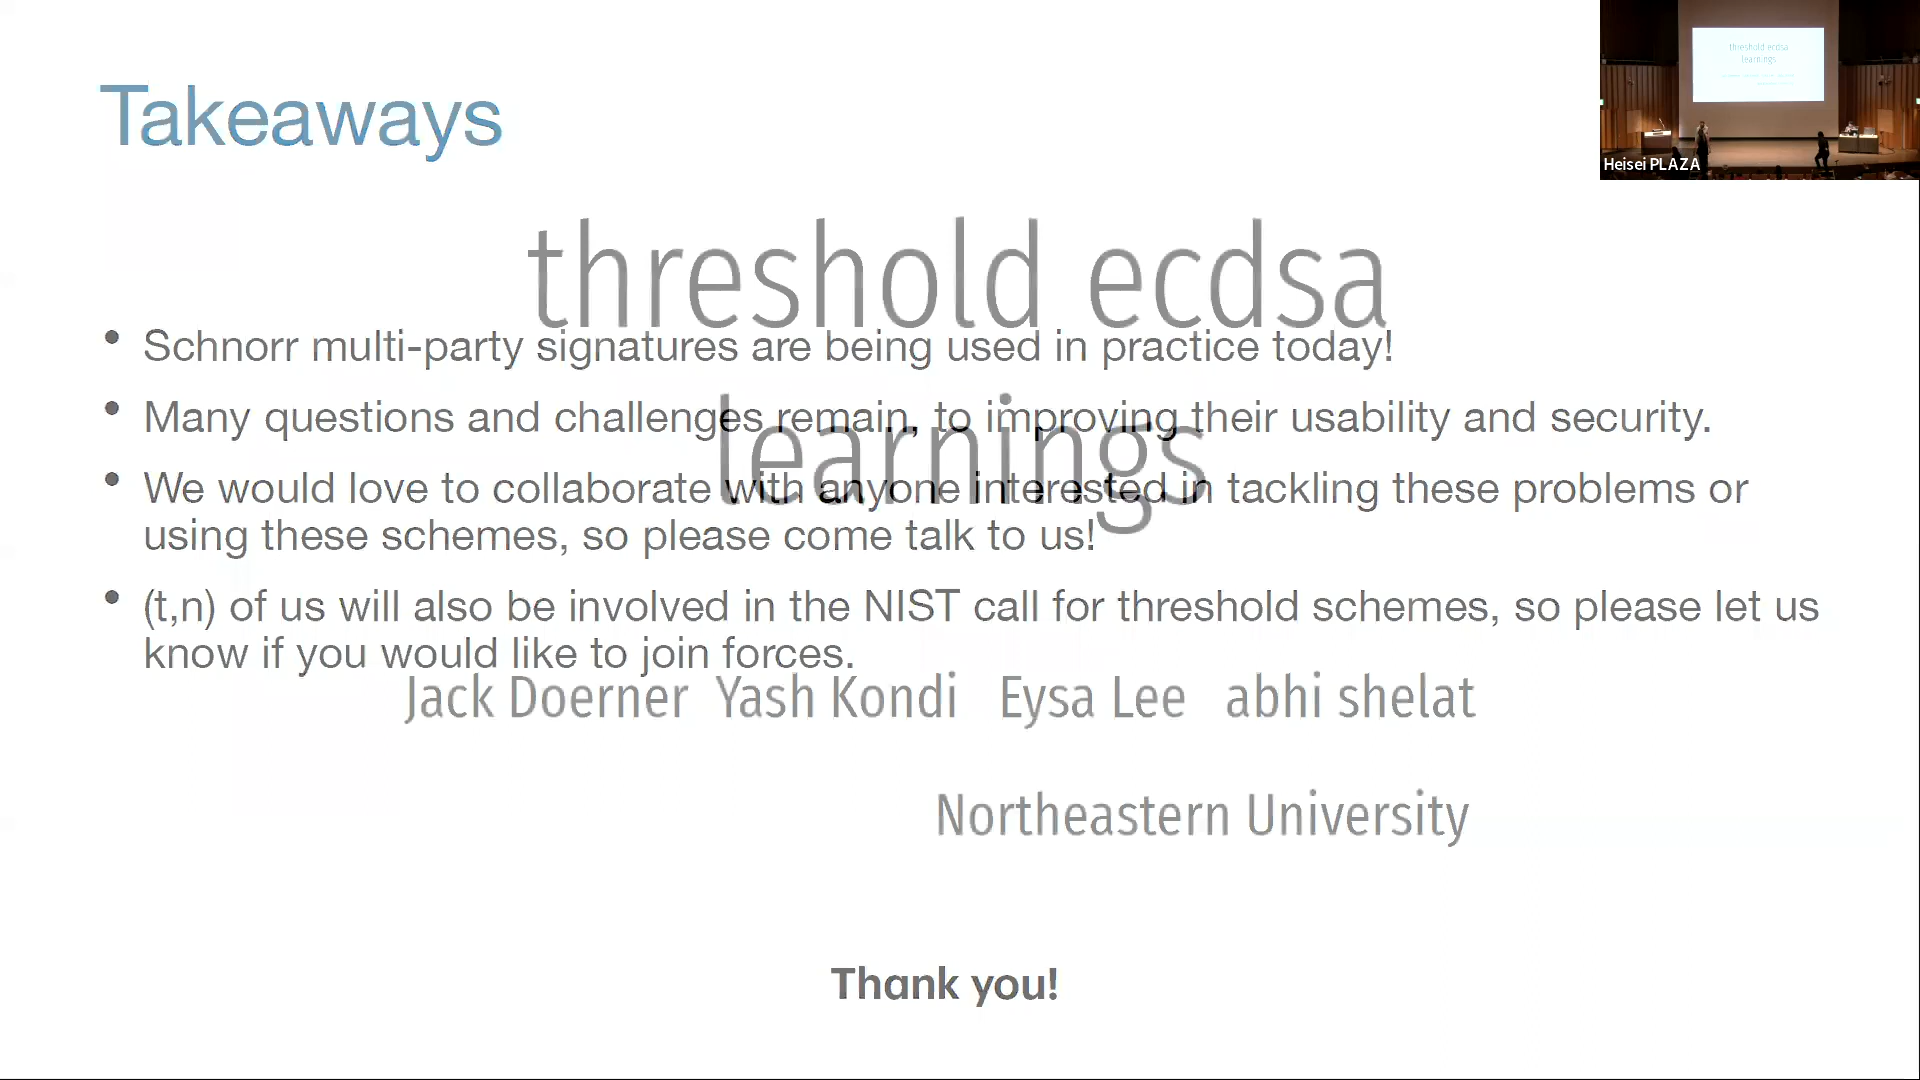 Takeaways
threshold ecdsa
learnings
Heisei PLAZA
threshold ecdsa
• Schnorr multi-party signatures are being used in practice today!
• Many questions and challenges remain, to improving their usability and security.
learnings
• We would love to collaborate with anyone interested in tackling these problems or
using these schemes, so please come talk to us!
• (t,n) of us will also be involved in the NIST call for threshold schemes, so please let us
know if you would like to join forces.
Jack Doerner Yash Kondi Eysa Lee abhi shelat
Northeastern University
Thank you!